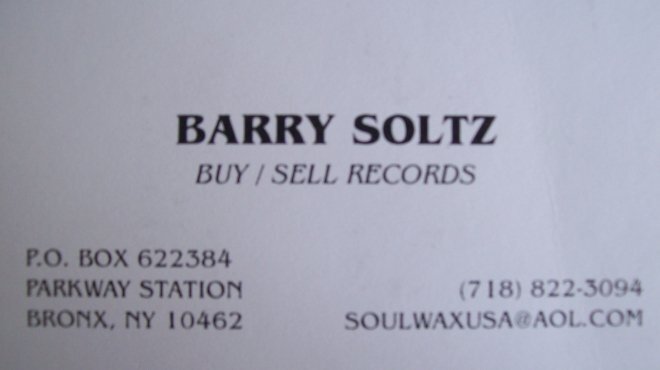 BARRY SOLTZ
BUY / SELL RECORDS
P.O. BOX 622384
PARKWAY STATION
BRONX, NY 10462
(718) 822-3094
SOULWAXUSA@AOL.COM